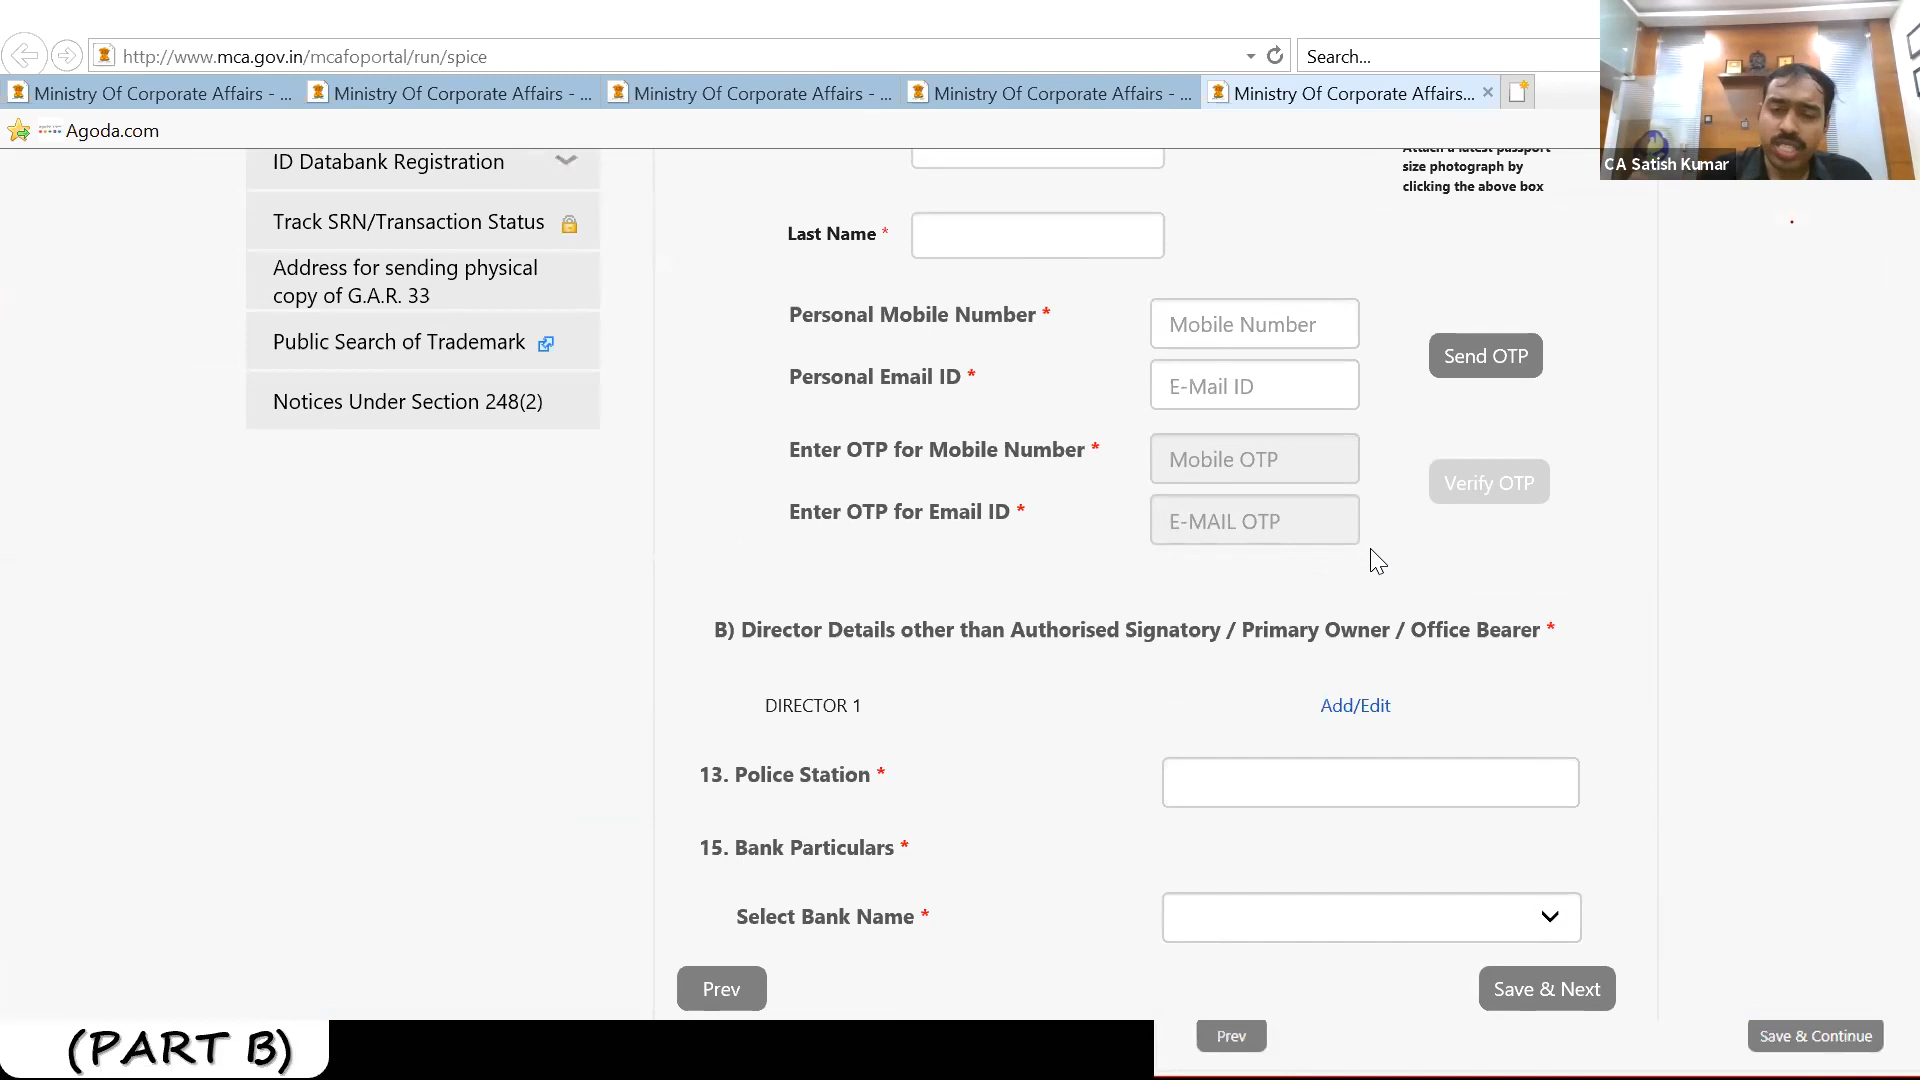 http://www.mca.gov.in/mcafoportal/run/spice
Search...
Ministry Of Corporate Affairs - ...
Ministry Of Corporate Affairs - ...
Ministry Of Corporate Affairs - ...
Ministry Of Corporate Affairs - ...
Ministry Of Corporate Affairs...
Agoda.com
CA Satish Kumar
ID Databank Registration
Track SRN/Transaction Status
Address for sending physical
copy of G.A.R. 33
Public Search of Trademark
Notices Under Section 248(2)
Attach a latest passport
size photograph by
clicking the above box
Last Name *
Personal Mobile Number *
Mobile Number
Send OTP
Personal Email ID *
E-Mail ID
Enter OTP for Mobile Number *
Mobile OTP
Verify OTP
Enter OTP for Email ID *
E-MAIL OTP
B) Director Details other than Authorised Signatory / Primary Owner / Office Bearer *
DIRECTOR 1
Add/Edit
13. Police Station *
15. Bank Particulars *
Select Bank Name *
Prev
Save & Next
(PART B)
Prev
Save & Continue